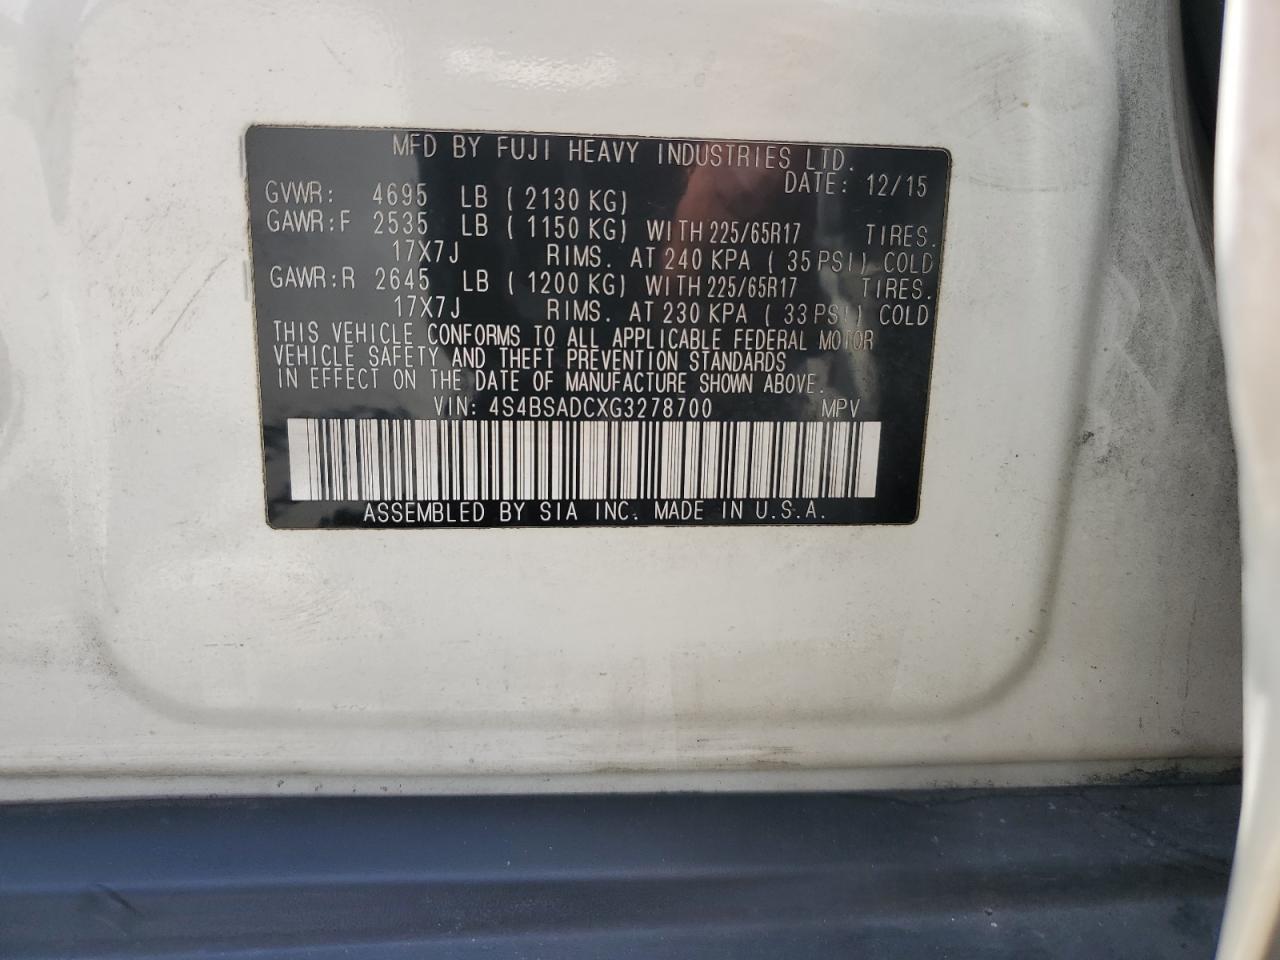 MFD BY FUJI HEAVY INDUSTRIES LTD.
DATE: 12/15
GVWR: 4695 LB ( 2130 KG)
GAWR:F 2535 LB ( 1150 KG) WITH 225/65R17 TIRES.
17X7J RIMS. AT 240 KPA ( 35 PSI) COLD
GAWR:R 2645 LB ( 1200 KG) WITH 225/65R17 TIRES.
17X7J RIMS. AT 230 KPA ( 33 PSI) COLD
THIS VEHICLE CONFORMS TO ALL APPLICABLE FEDERAL MOTOR
VEHICLE SAFETY AND THEFT PREVENTION STANDARDS
IN EFFECT ON THE DATE OF MANUFACTURE SHOWN ABOVE.
VIN: 4S4BSADCXG3278700 MPV
ASSEMBLED BY SIA INC. MADE IN U.S.A.